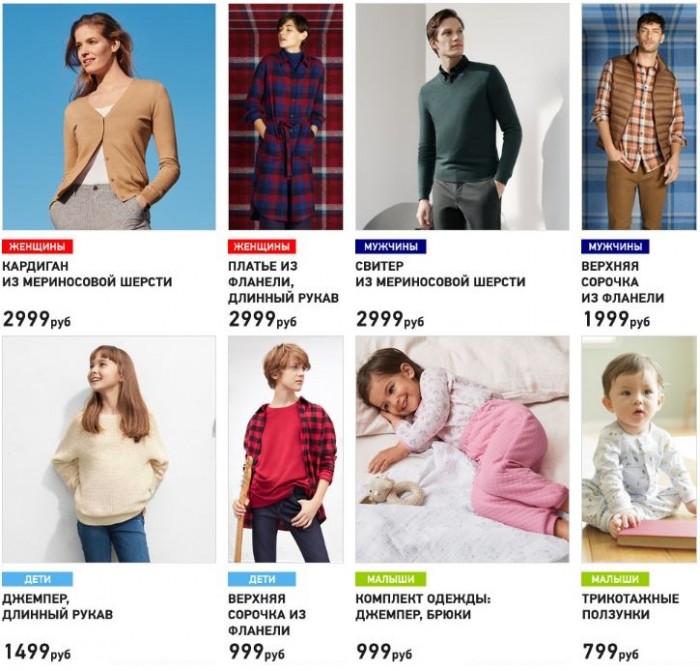 ЖЕНЩИНЫ
КАРДИГАН
ИЗ МЕРИНОСОВОЙ ШЕРСТИ
2999руб
ЖЕНЩИНЫ
ПЛАТЬЕ ИЗ
ФЛАНЕЛИ,
ДЛИННЫЙ РУКАВ
2999руб
МУЖЧИНЫ
СВИТЕР
ИЗ МЕРИНОСОВОЙ ШЕРСТИ
2999руб
МУЖЧИНЫ
ВЕРХНЯЯ
СОРОЧКА
ИЗ ФЛАНЕЛИ
1999руб
ДЕТИ
ДЖЕМПЕР,
ДЛИННЫЙ РУКАВ
1499руб
ДЕТИ
ВЕРХНЯЯ
СОРОЧКА ИЗ
ФЛАНЕЛИ
999руб
МАЛЫШИ
КОМПЛЕКТ ОДЕЖДЫ:
ДЖЕМПЕР, БРЮКИ
999руб
МАЛЫШИ
ТРИКОТАЖНЫЕ
ПОЛЗУНКИ
799руб